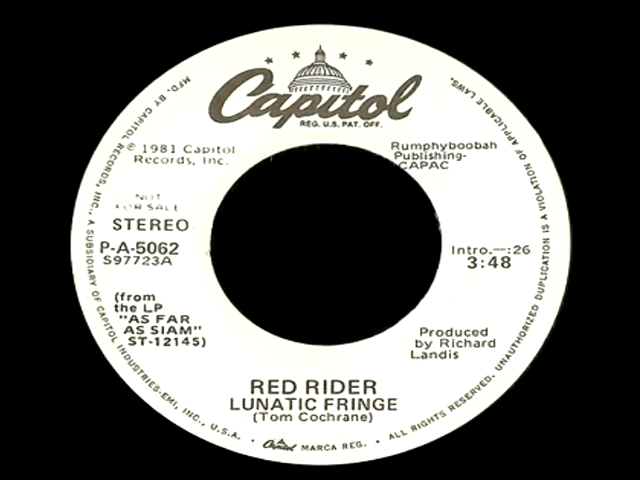 Capitol
REG. U.S. PAT. OFF.
℗ 1981 Capitol
Records, Inc.
Rumphyboobah
Publishing-
CAPAC
NOT
FOR SALE
STEREO
P-A-5062
S97723A
Intro.—:26
3:48
(from
the LP
"AS FAR
AS SIAM"
ST-12145)
Produced
by Richard
Landis
RED RIDER
LUNATIC FRINGE
(Tom Cochrane)
MFD. BY CAPITOL RECORDS, INC., A SUBSIDIARY OF CAPITOL INDUSTRIES-EMI, INC., U.S.A. • Capitol MARCA REG. • ALL RIGHTS RESERVED. UNAUTHORIZED DUPLICATION IS A VIOLATION OF APPLICABLE LAWS.